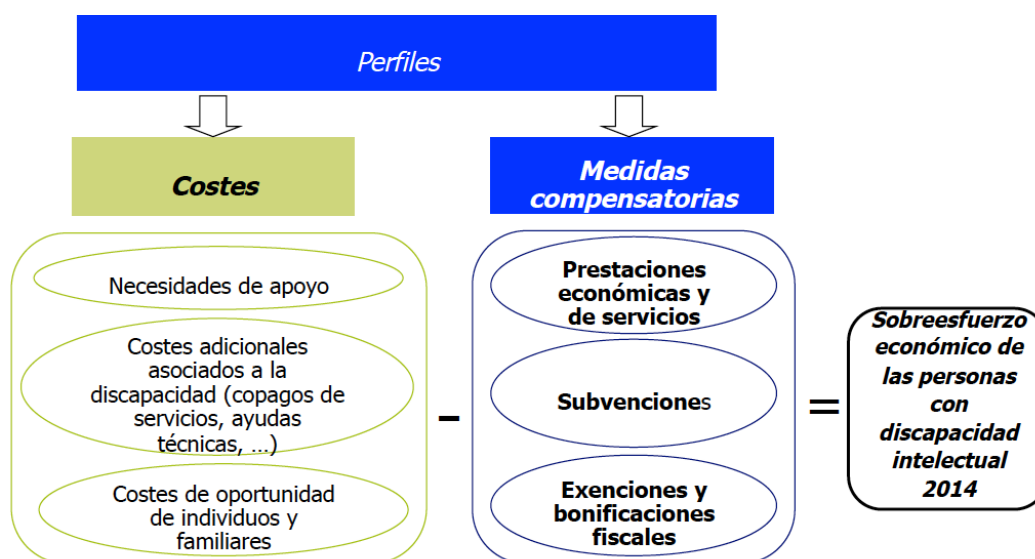 Perfiles
Costes
Medidas
compensatorias
Necesidades de apoyo
Costes adicionales
asociados a la
discapacidad (copagos de
servicios, ayudas
técnicas, ...)
Costes de oportunidad
de individuos y
familiares
–
Prestaciones
económicas y
de servicios
Subvenciones
Exenciones y
bonificaciones
fiscales
=
Sobreesfuerzo
económico de
las personas
con
discapacidad
intelectual
2014